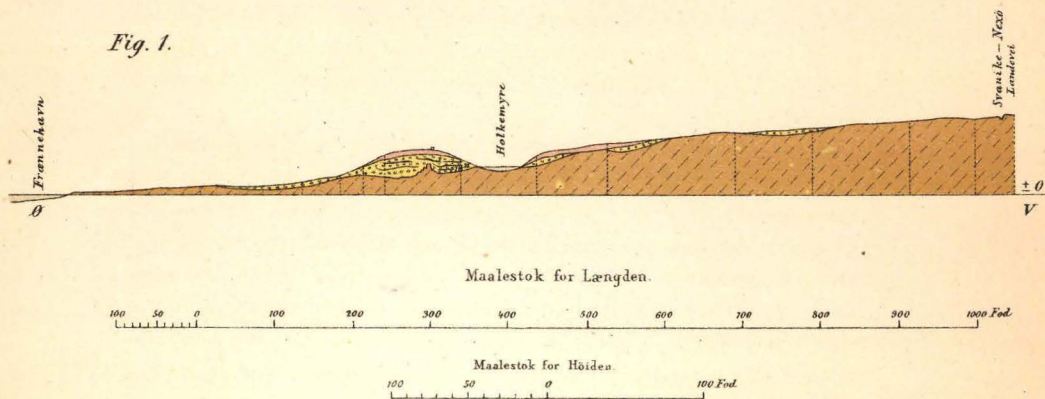 Fig. 1.
Frænnehavn
Holkemyre
Svanike – Nexö
Landevei
± 0
Ø
V
Maalestok for Længden.
100 50 0 100 200 300 400 500 600 700 800 900 1000 Fod.
Maalestok for Höiden.
100 50 0 100 Fod.